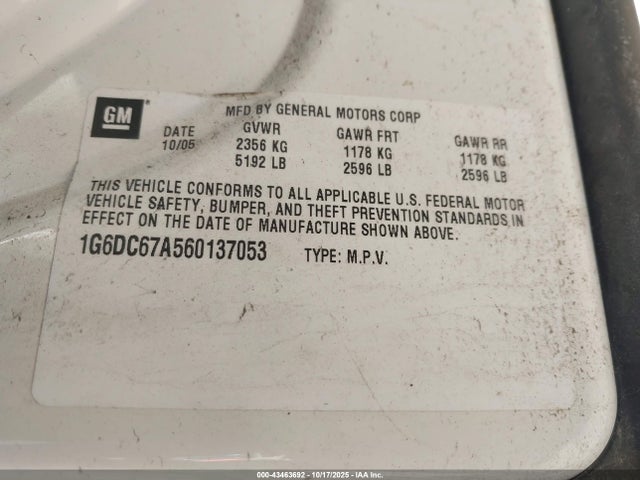 GM
MFD BY GENERAL MOTORS CORP
DATE GVWR GAWR FRT GAWR RR
10/05 2356 KG 1178 KG 1178 KG
5192 LB 2596 LB 2596 LB
THIS VEHICLE CONFORMS TO ALL APPLICABLE U.S. FEDERAL MOTOR
VEHICLE SAFETY, BUMPER, AND THEFT PREVENTION STANDARDS IN
EFFECT ON THE DATE OF MANUFACTURE SHOWN ABOVE.
1G6DC67A560137053 TYPE: M.P.V.
000-43463692 - 10/17/2025 - IAA Inc.